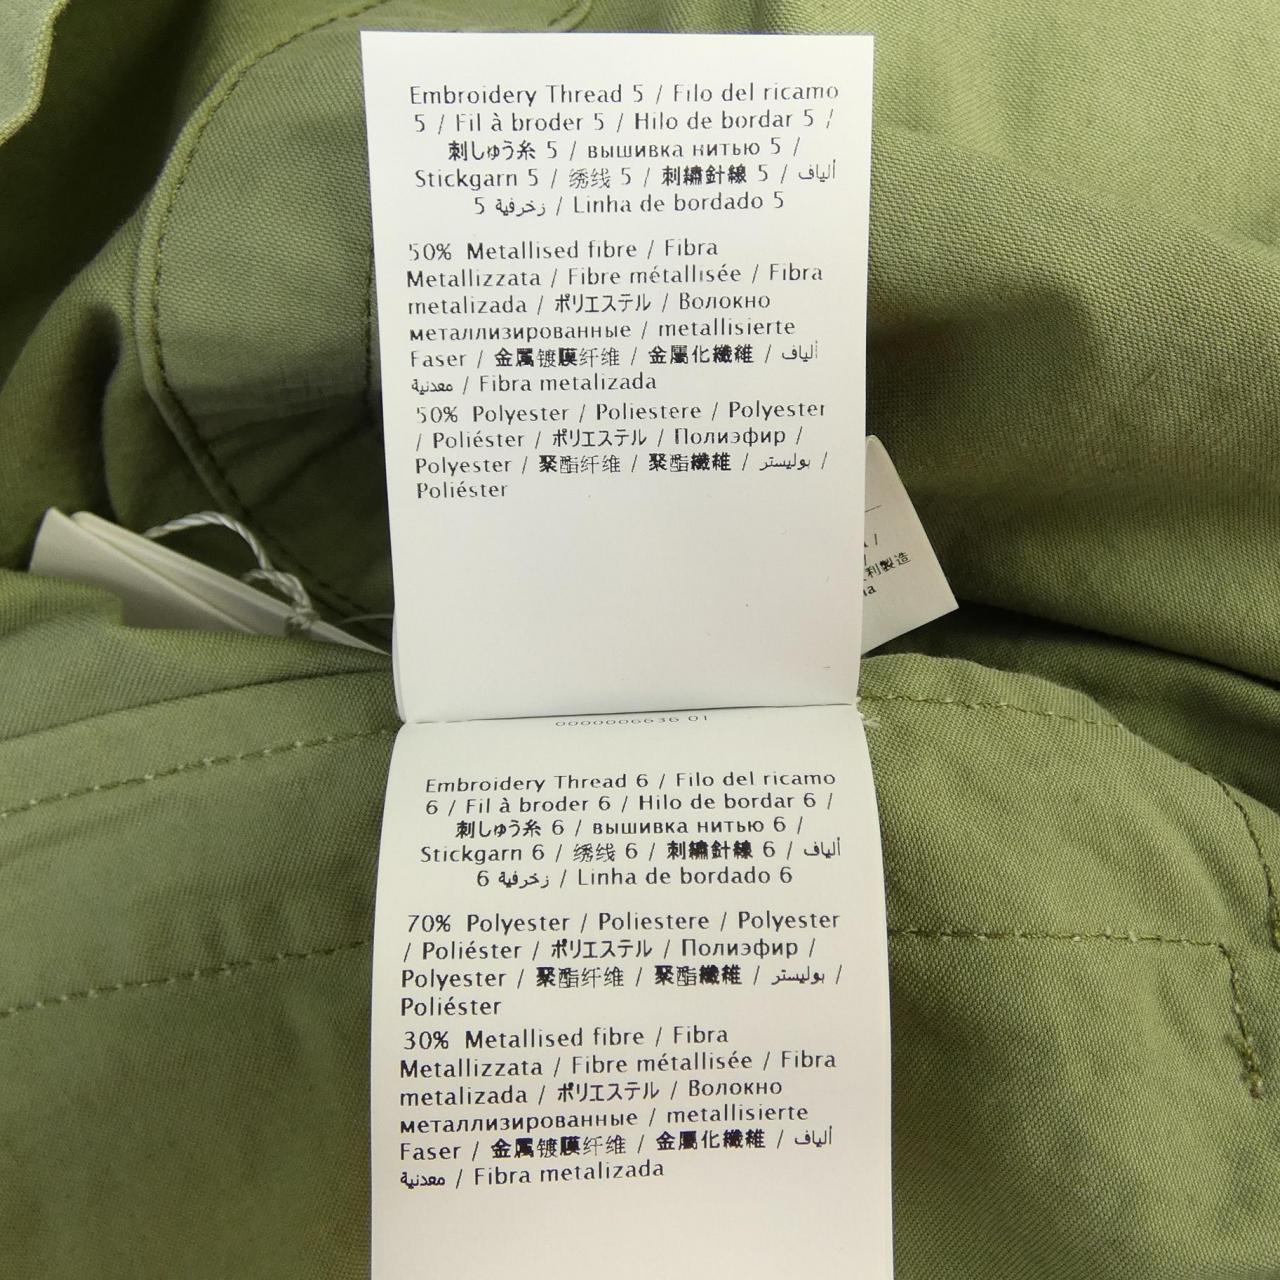 Embroidery Thread 5 / Filo del ricamo
5 / Fil à broder 5 / Hilo de bordar 5 /
刺しゅう糸 5 / вышивка нитью 5 /
Stickgarn 5 / 绣线 5 / 刺繡針線 5 / ألياف
زخرفية 5 / Linha de bordado 5
50% Metallised fibre / Fibra
Metallizzata / Fibre métallisée / Fibra
metalizada / ポリエステル / Волокно
металлизированные / metallisierte
Faser / 金属镀膜纤维 / 金屬化纖維 / ألياف
معدنية / Fibra metalizada
50% Polyester / Poliestere / Polyester
/ Poliéster / ポリエステル / Полиэфир /
Polyester / 聚酯纤维 / 聚酯纖維 / بوليستر /
Poliéster
/
/
利製造
na
0000006636 01
Embroidery Thread 6 / Filo del ricamo
6 / Fil à broder 6 / Hilo de bordar 6 /
刺しゅう糸 6 / вышивка нитью 6 /
Stickgarn 6 / 绣线 6 / 刺繡針線 6 / ألياف
زخرفية 6 / Linha de bordado 6
70% Polyester / Poliestere / Polyester
/ Poliéster / ポリエステル / Полиэфир /
Polyester / 聚酯纤维 / 聚酯纖維 / بوليستر /
Poliéster
30% Metallised fibre / Fibra
Metallizzata / Fibre métallisée / Fibra
metalizada / ポリエステル / Волокно
металлизированные / metallisierte
Faser / 金属镀膜纤维 / 金屬化纖維 / ألياف
معدنية / Fibra metalizada